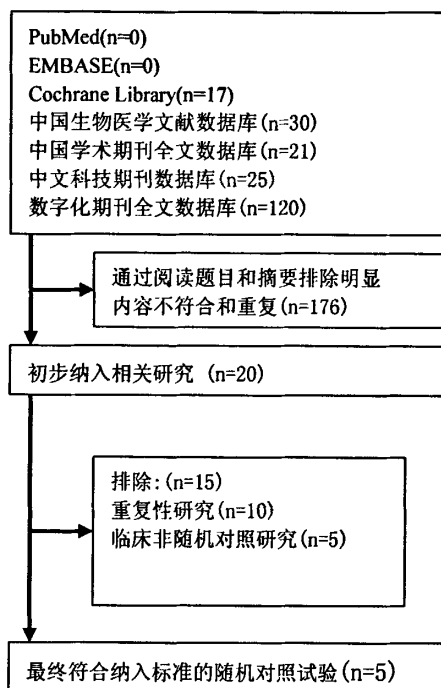 PubMed(n=0)
EMBASE(n=0)
Cochrane Library(n=17)
中国生物医学文献数据库(n=30)
中国学术期刊全文数据库(n=21)
中文科技期刊数据库(n=25)
数字化期刊全文数据库(n=120)
通过阅读题目和摘要排除明显
内容不符合和重复(n=176)
初步纳入相关研究 (n=20)
排除:(n=15)
重复性研究(n=10)
临床非随机对照研究(n=5)
最终符合纳入标准的随机对照试验(n=5)